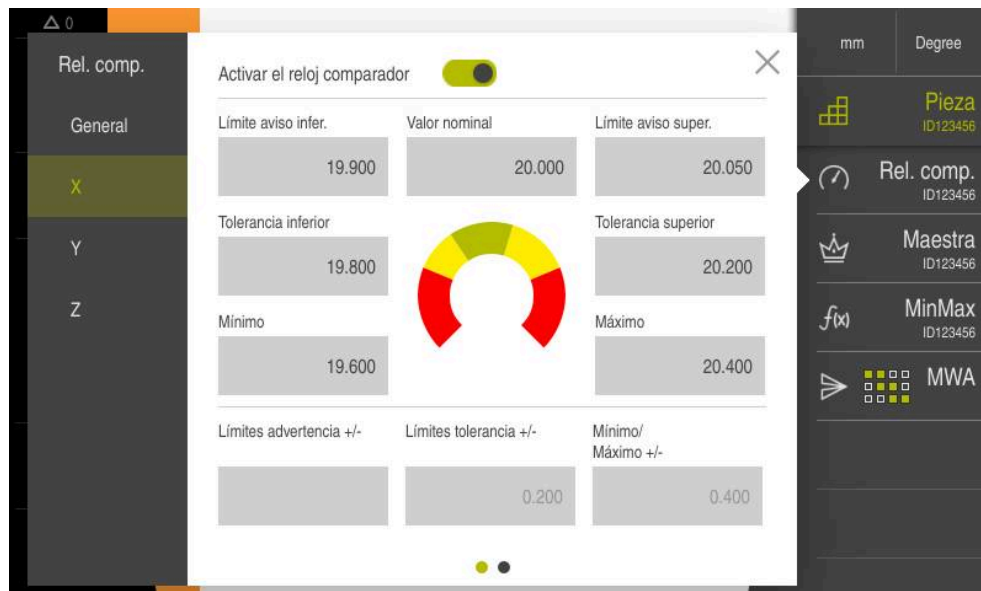 0
mm
Degree
Rel. comp.
General
X
Y
Z
Activar el reloj comparador
Límite aviso infer.
Valor nominal
Límite aviso super.
19.900
20.000
20.050
Tolerancia inferior
Tolerancia superior
19.800
20.200
Mínimo
Máximo
19.600
20.400
Límites advertencia +/-
Límites tolerancia +/-
Mínimo/
Máximo +/-
0.200
0.400
Pieza
ID123456
Rel. comp.
ID123456
Maestra
ID123456
f(x)
MinMax
ID123456
MWA